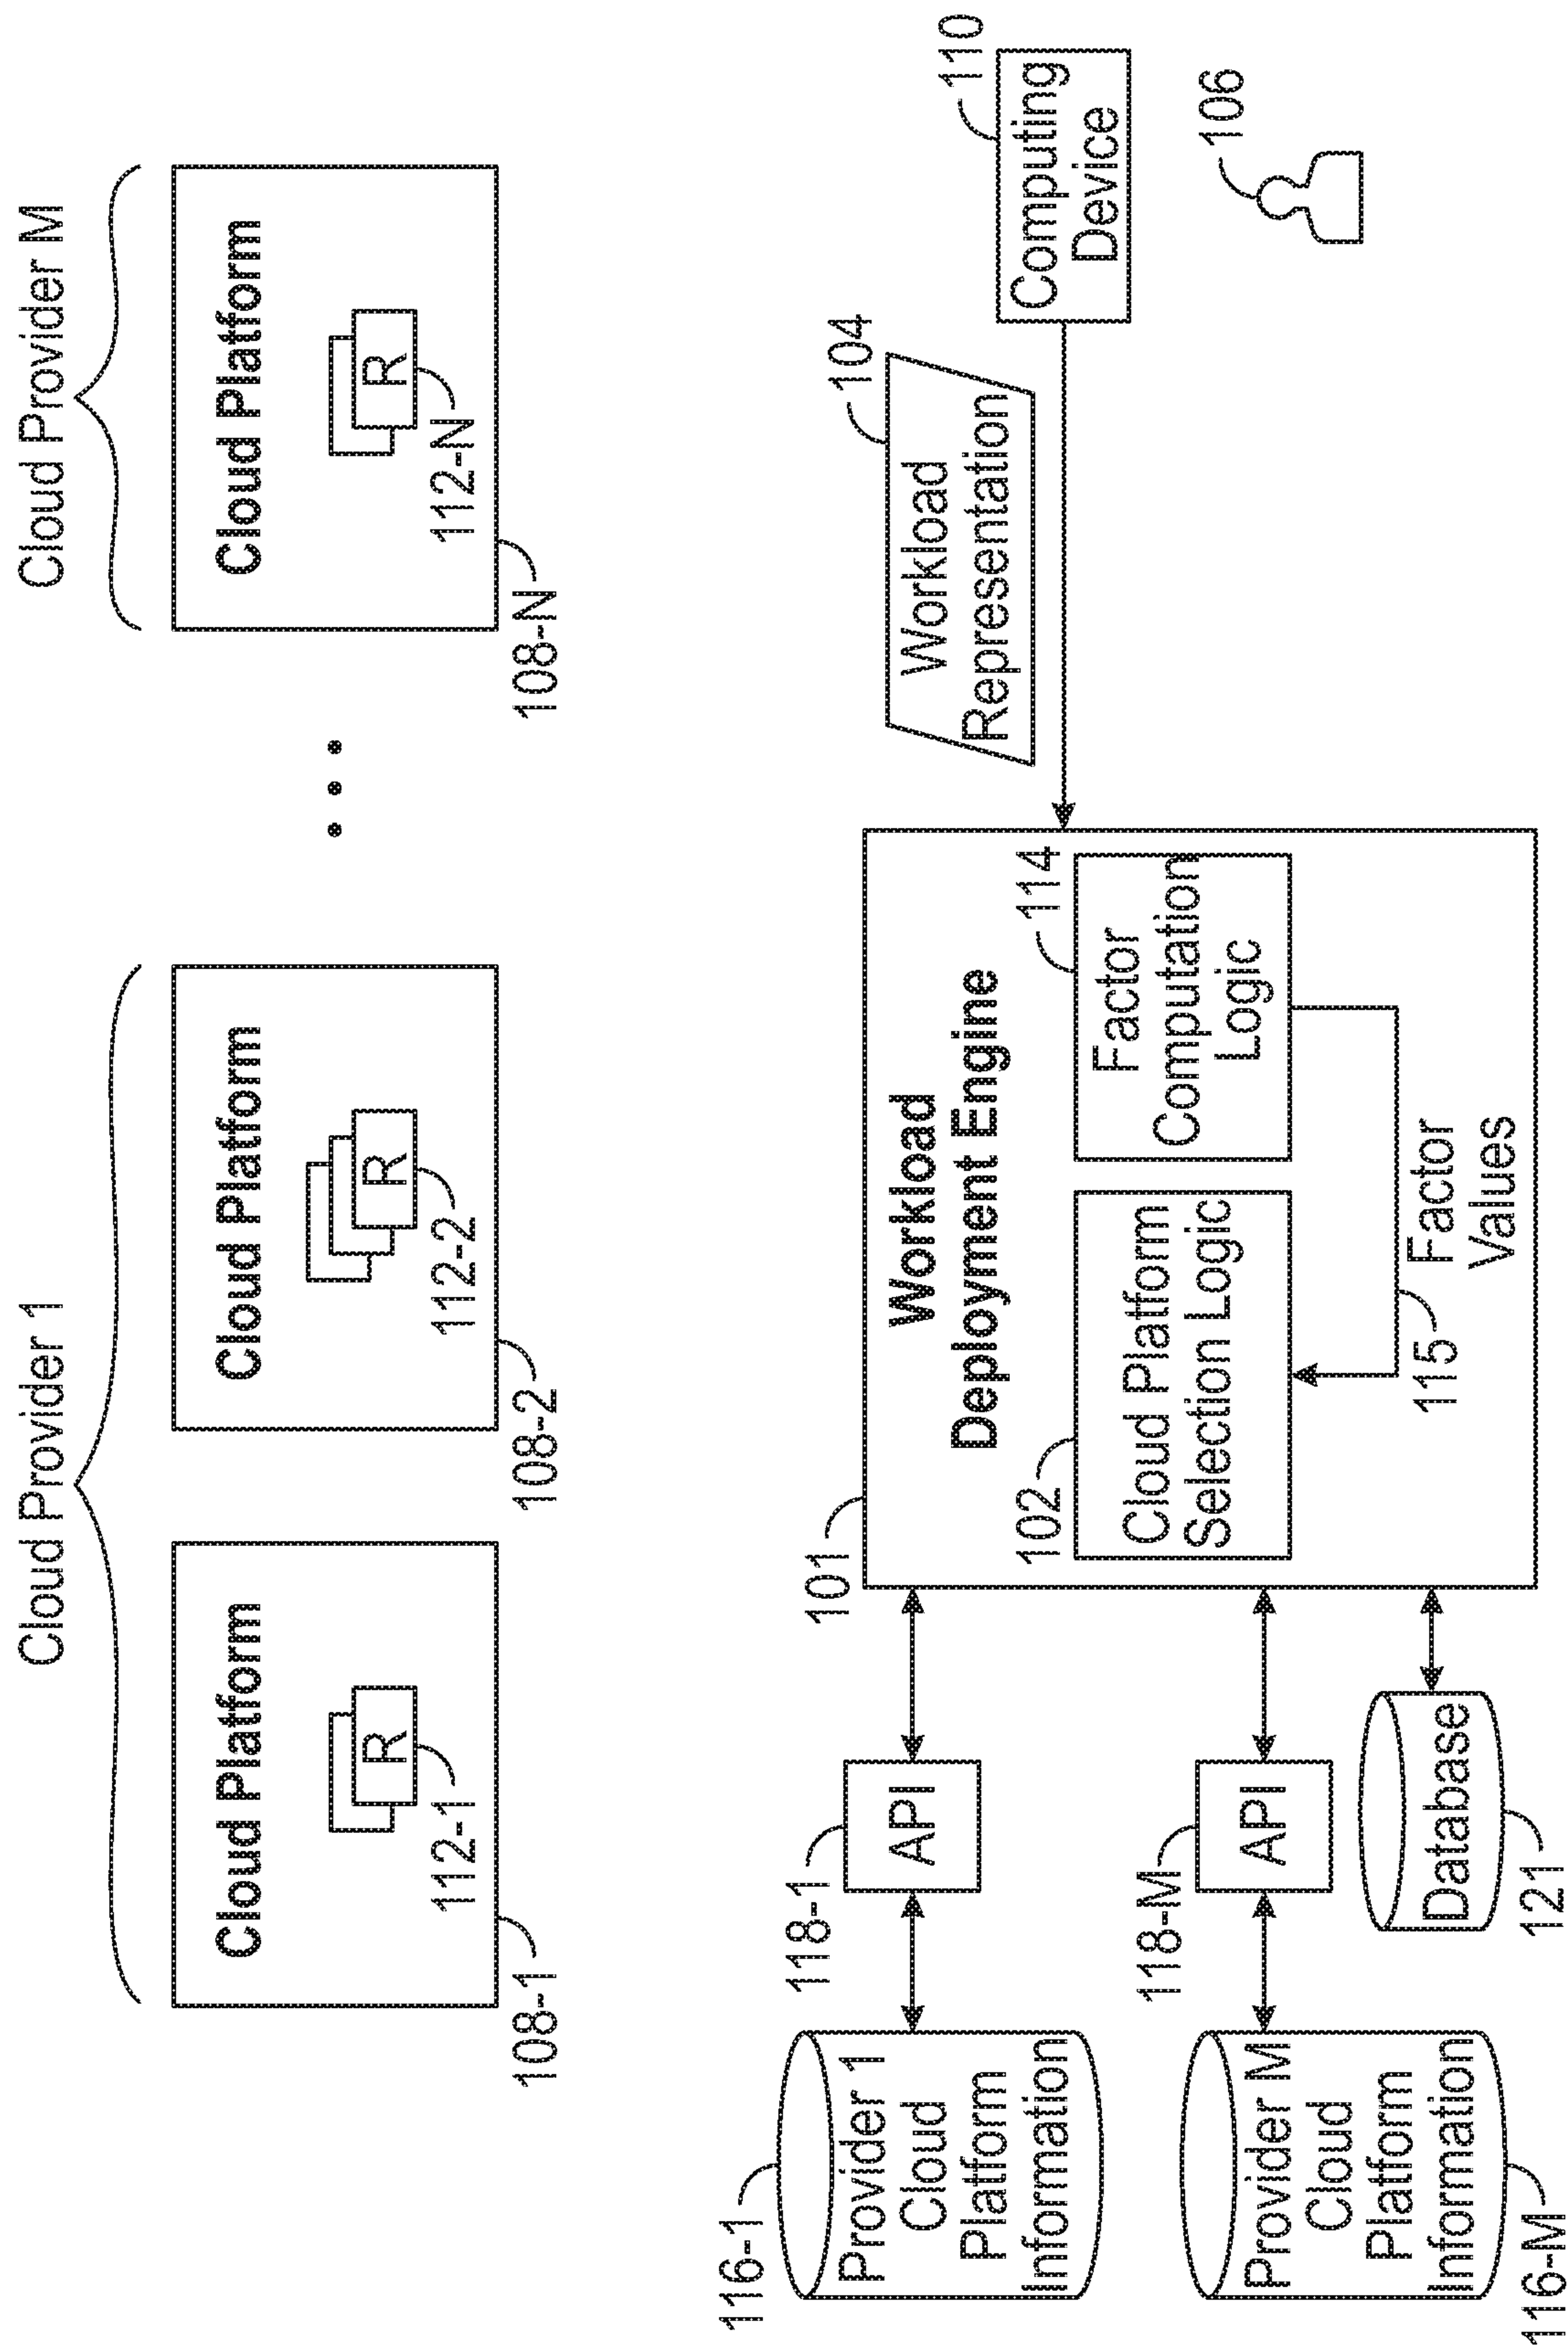 Cloud Provider 1
Cloud Provider M
Cloud Platform
R
112-1
108-1
Cloud Platform
R
112-2
108-2
Cloud Platform
R
112-N
108-N
116-1
Provider 1
Cloud
Platform
Information
118-1
API
101
Workload
Deployment Engine
102
Cloud Platform
Selection Logic
114
Factor
Computation
Logic
115
Factor
Values
104
Workload
Representation
110
Computing
Device
106
Provider M
Cloud
Platform
Information
116-M
118-M
API
Database
121